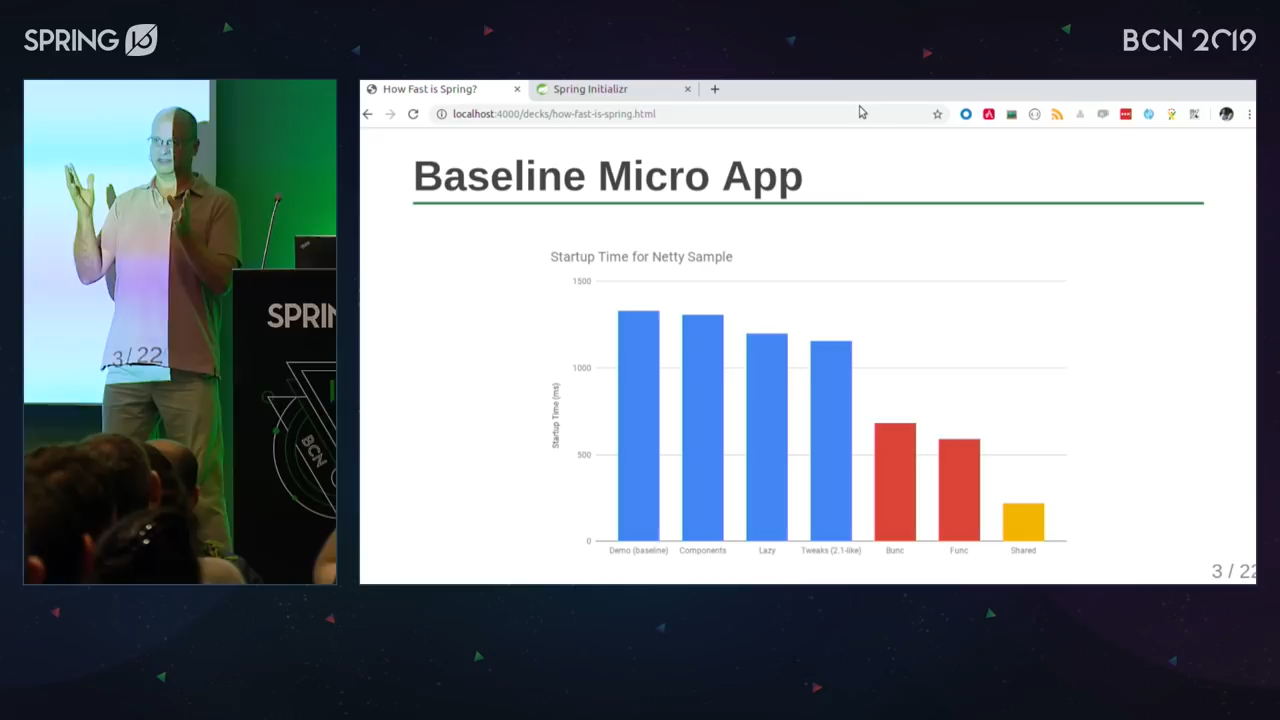 SPRING IO
BCN 2019
How Fast is Spring?
Spring Initializr
localhost:4000/decks/how-fast-is-spring.html
Baseline Micro App
Startup Time for Netty Sample
1500
1000
500
0
Startup Time (ms)
Demo (baseline)
Components
Lazy
Tweaks (2.1-like)
Bunc
Func
Shared
3 / 22
3 / 22
SPRIN
BCN